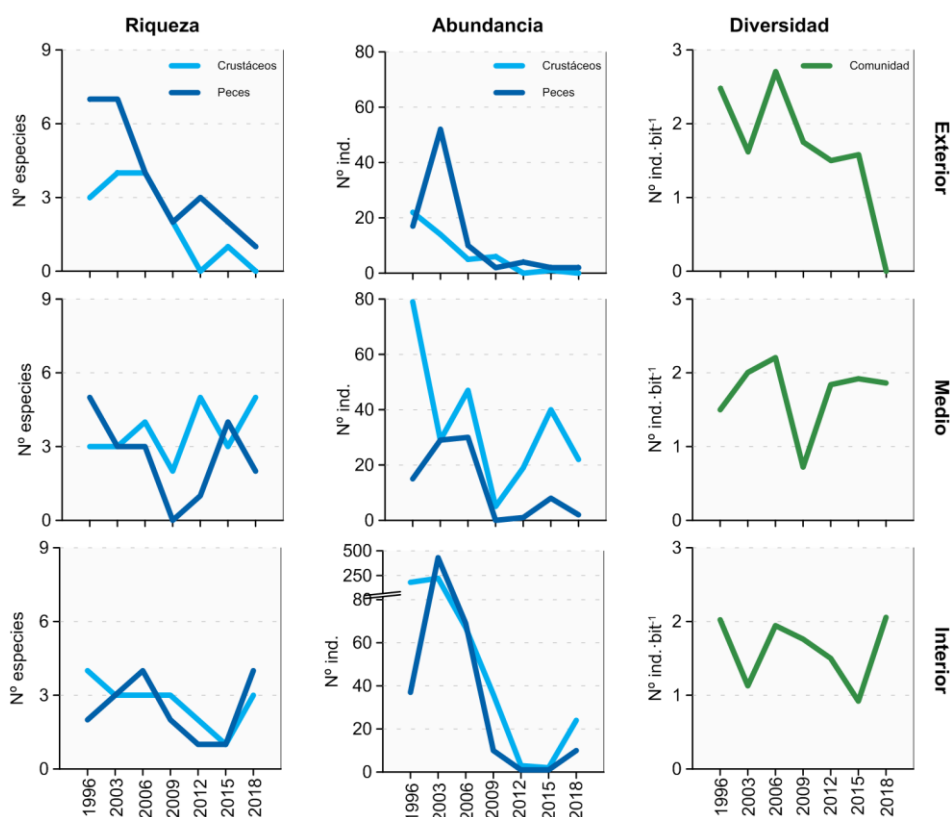 Riqueza
Abundancia
Diversidad
Nº especies
9
6
3
0
Crustáceos
Peces
Nº ind.
80
60
40
20
0
Crustáceos
Peces
Nº ind.·bit⁻¹
3
2
1
0
Comunidad
Exterior
Nº especies
9
6
3
0
Nº ind.
80
60
40
20
0
Nº ind.·bit⁻¹
3
2
1
0
Medio
Nº especies
9
6
3
0
1996 2003 2006 2009 2012 2015 2018
Nº ind.
500
250
80
60
40
20
0
1996 2003 2006 2009 2012 2015 2018
Nº ind.·bit⁻¹
3
2
1
0
1996 2003 2006 2009 2012 2015 2018
Interior